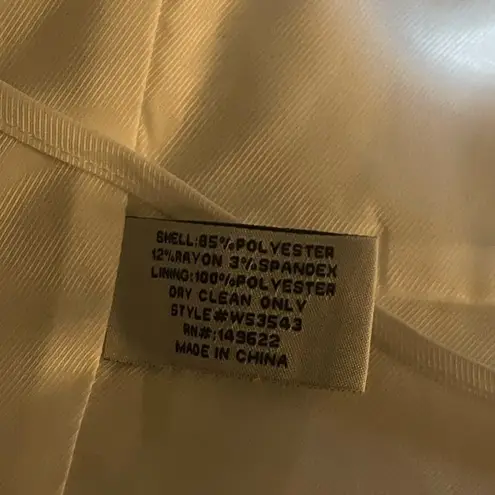 SHELL:85%POLYESTER
12%RAYON 3%SPANDEX
LINING:100%POLYESTER
DRY CLEAN ONLY
STYLE#W53543
RN#:149622
MADE IN CHINA